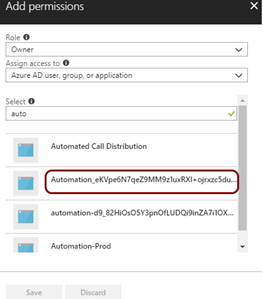 Add permissions
Role
Owner
Assign access to
Azure AD user, group, or application
Select
auto
Automated Call Distribution
Automation_eKVpe6N7qeZ9MM9z1uxRXI+ojrxzc5du...
automation-d9_82HiOsO5Y3pnOfLUDQi9inZA7i1OX...
Automation-Prod
Save
Discard